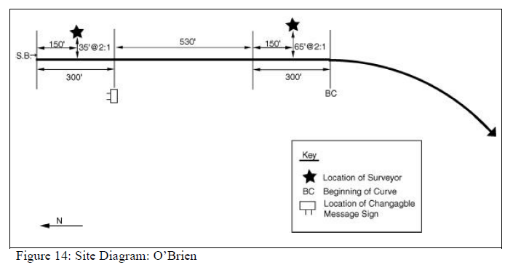 150' 35'@2:1 530' 150' 65'@2:1
S.B.
300' 300'
BC
Key
Location of Surveyor
BC Beginning of Curve
Location of Changagble
Message Sign
N
Figure 14: Site Diagram: O’Brien